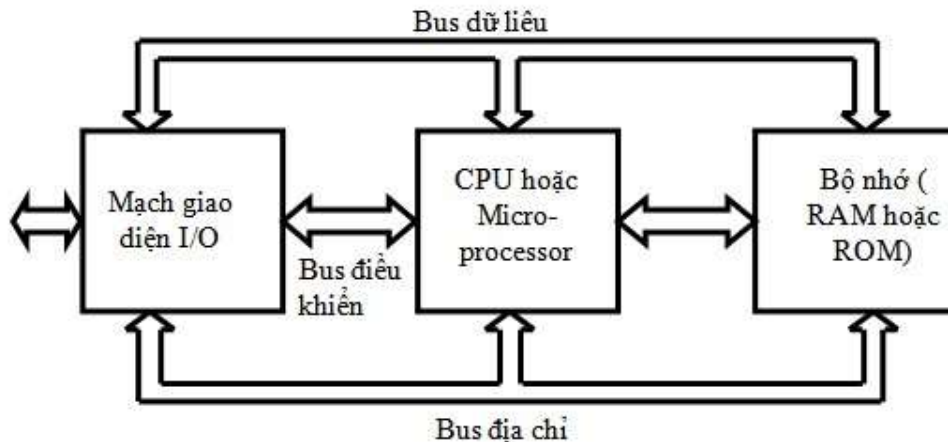 Bus dữ liêu
Mạch giao
diện I/O
Bus điều
khiển
CPU hoặc
Micro-
processor
Bộ nhớ (
RAM hoặc
ROM)
Bus địa chỉ